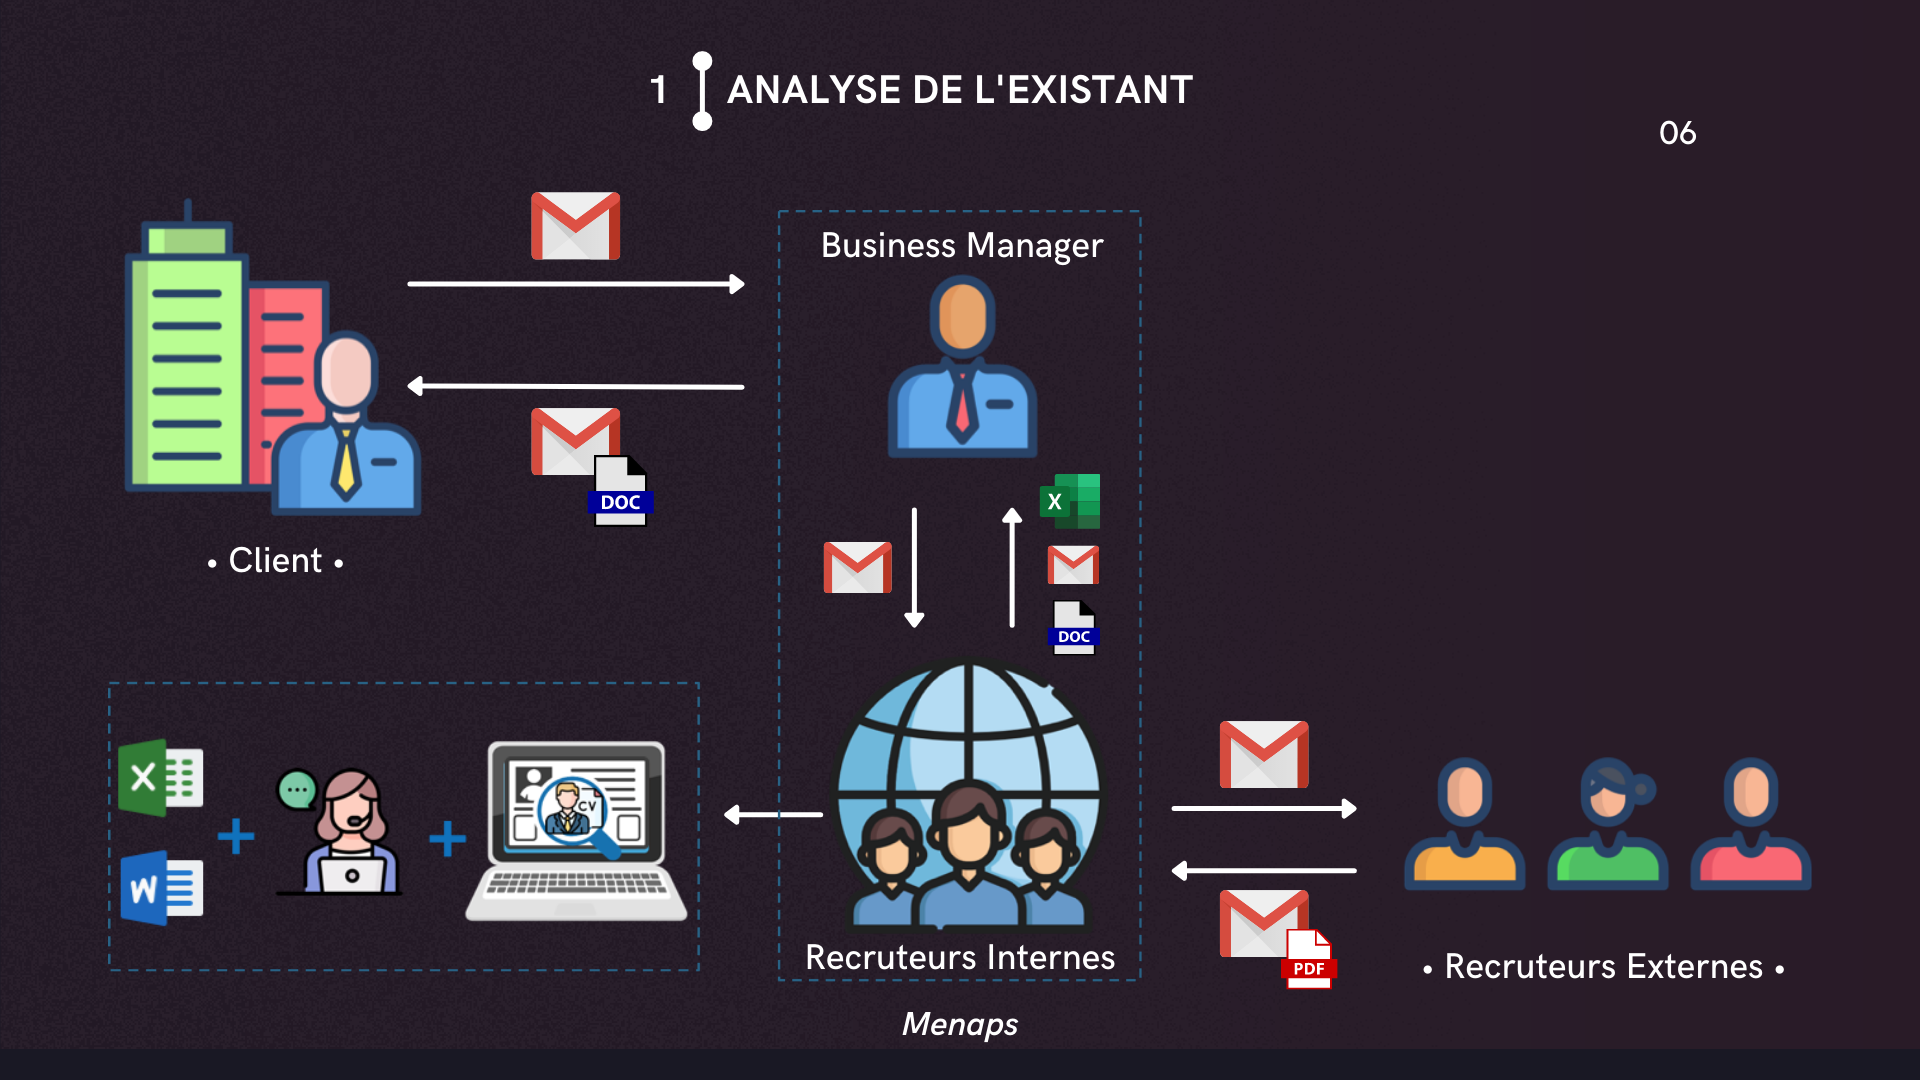 1 ANALYSE DE L'EXISTANT
06
Business Manager
DOC
X
DOC
• Client •
X
W
CV
Recruteurs Internes
PDF
• Recruteurs Externes •
Menaps